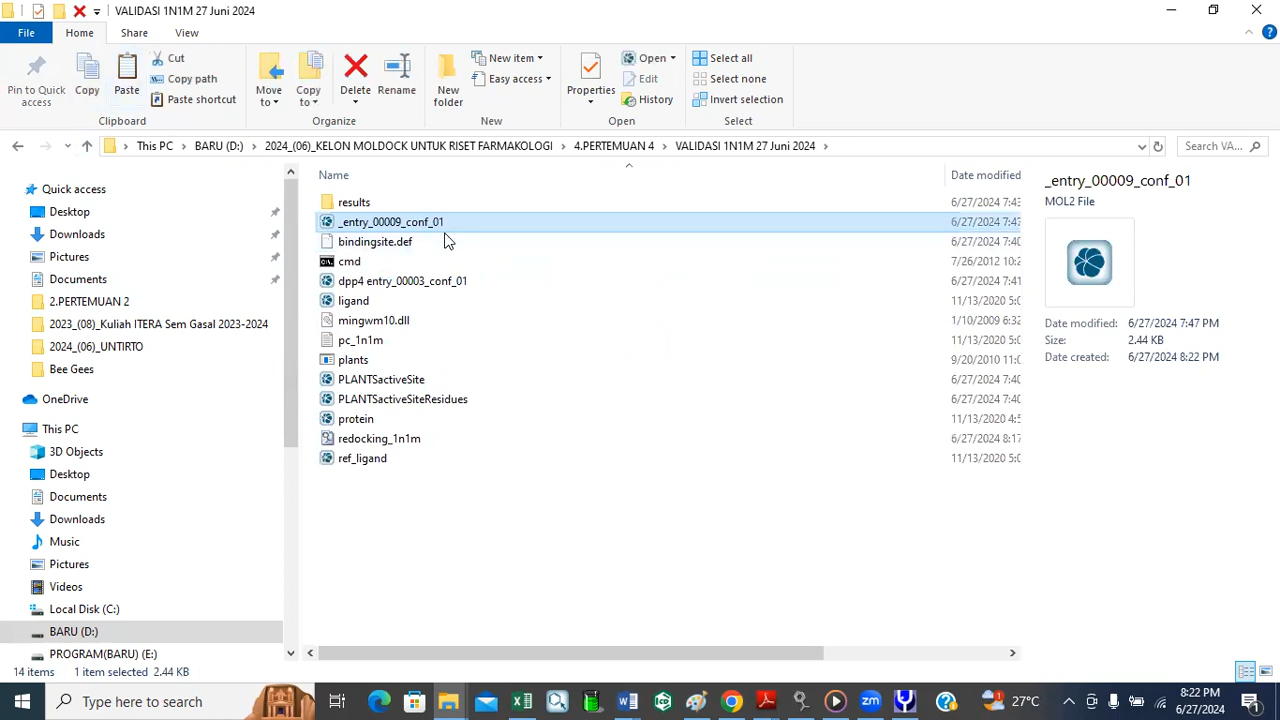 VALIDASI 1N1M 27 Juni 2024
File
Home
Share
View
Pin to Quick access
Copy
Paste
Cut
Copy path
Paste shortcut
Clipboard
Move to
Copy to
Delete
Rename
Organize
New folder
New item
Easy access
New
Properties
Open
Edit
History
Open
Select all
Select none
Invert selection
Select
This PC
BARU (D:)
2024_(06)_KELON MOLDOCK UNTUK RISET FARMAKOLOGI
4.PERTEMUAN 4
VALIDASI 1N1M 27 Juni 2024
Search VA...
Quick access
Desktop
Downloads
Pictures
Documents
2.PERTEMUAN 2
2023_(08)_Kuliah ITERA Sem Gasal 2023-2024
2024_(06)_UNTIRTO
Bee Gees
OneDrive
This PC
3D Objects
Desktop
Documents
Downloads
Music
Pictures
Videos
Local Disk (C:)
BARU (D:)
PROGRAM(BARU) (E:)
Name Date modified
results 6/27/2024 7:43
_entry_00009_conf_01 6/27/2024 7:47
bindingsite.def 6/27/2024 7:40
cmd 7/26/2012 10:2
dpp4 entry_00003_conf_01 6/27/2024 7:41
ligand 11/13/2020 5:0
mingwm10.dll 1/10/2009 6:32
pc_1n1m 11/13/2020 5:0
plants 9/20/2010 11:0
PLANTSactiveSite 6/27/2024 7:40
PLANTSactiveSiteResidues 6/27/2024 7:40
protein 11/13/2020 4:5
redocking_1n1m 6/27/2024 8:17
ref_ligand 11/13/2020 5:0
_entry_00009_conf_01
MOL2 File
Date modified: 6/27/2024 7:47 PM
Size: 2.44 KB
Date created: 6/27/2024 8:22 PM
14 items 1 item selected 2.44 KB
Type here to search
27°C
8:22 PM
6/27/2024